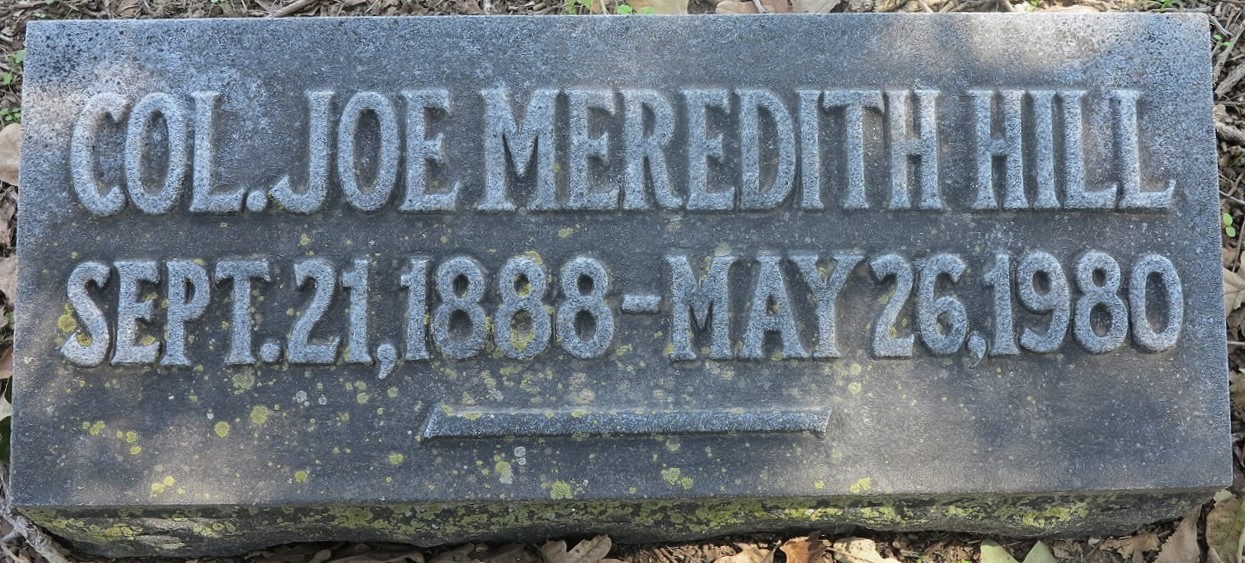 COL. JOE MEREDITH HILL
SEPT. 21, 1888 - MAY 26, 1980